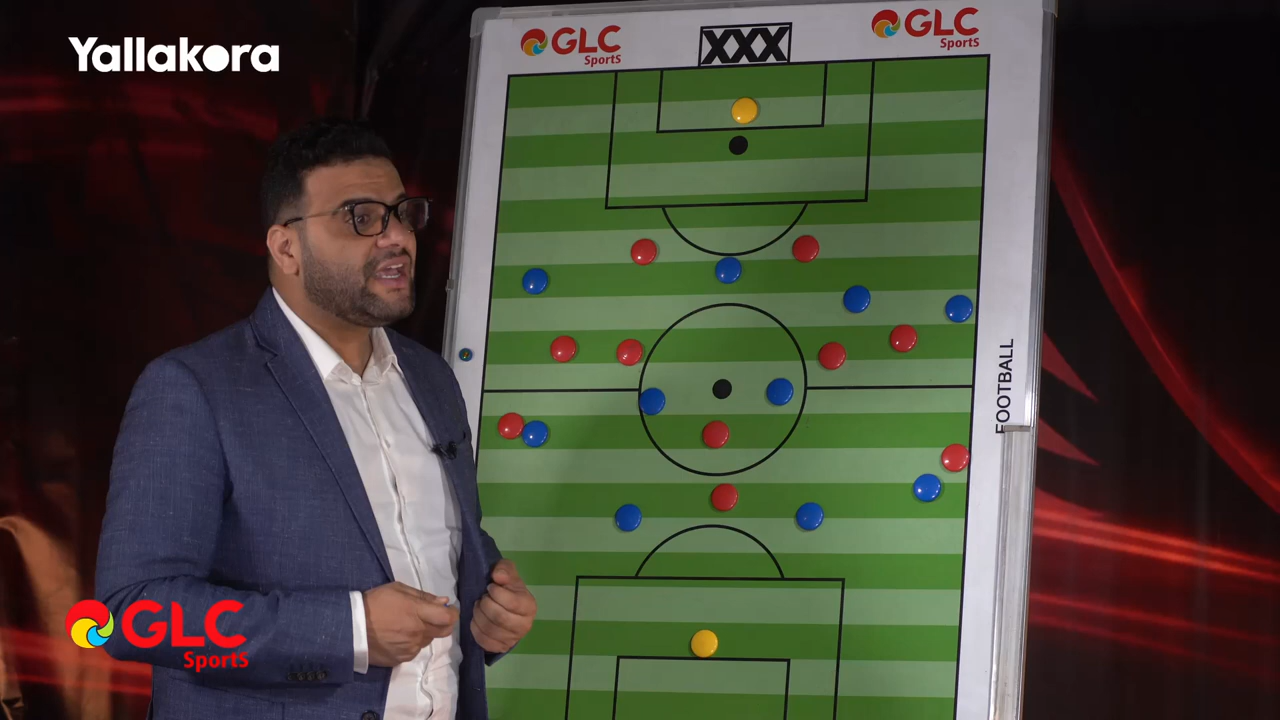 Yallakora
GLC
Sports
XXX
GLC
Sports
FOOTBALL
GLC
Sports